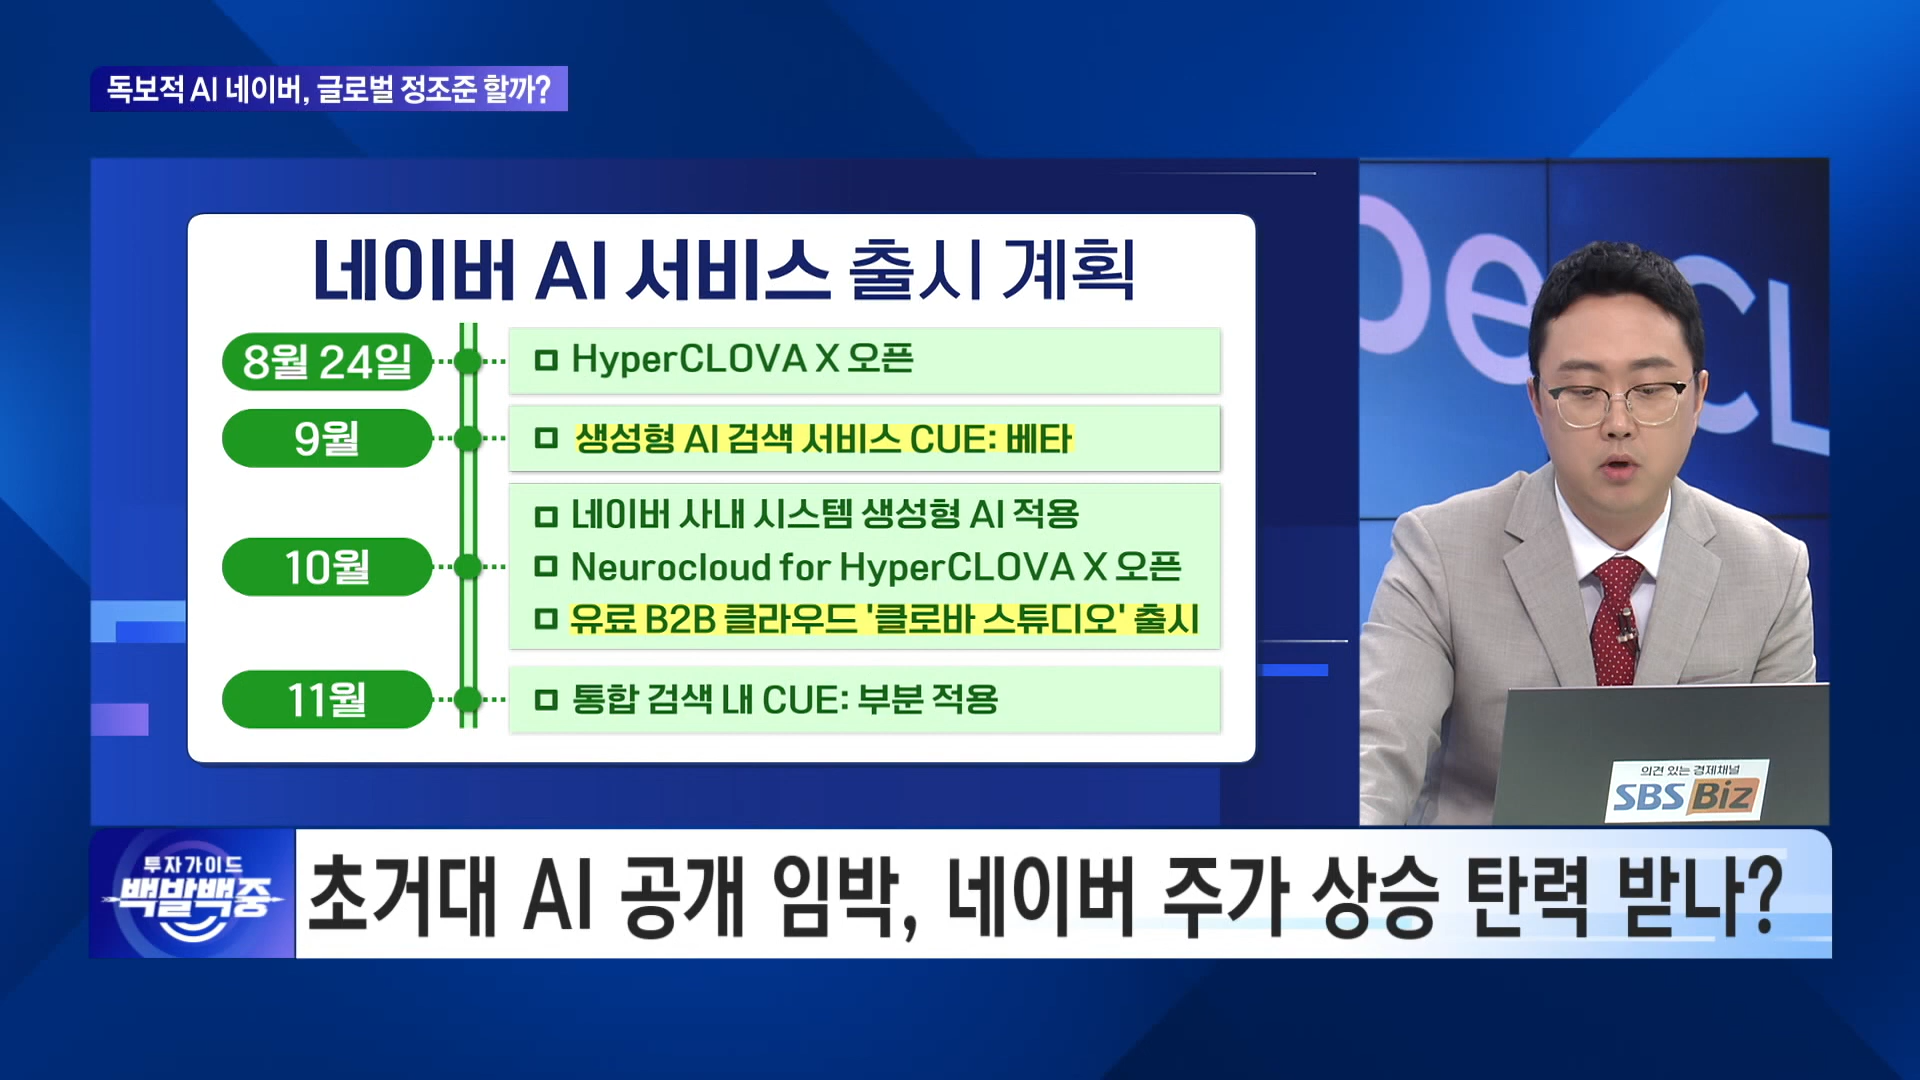 독보적 AI 네이버, 글로벌 정조준 할까?
네이버 AI 서비스 출시 계획
8월 24일
HyperCLOVA X 오픈
9월
생성형 AI 검색 서비스 CUE: 베타
10월
네이버 사내 시스템 생성형 AI 적용
Neurocloud for HyperCLOVA X 오픈
유료 B2B 클라우드 '클로바 스튜디오' 출시
11월
통합 검색 내 CUE: 부분 적용
pe
CL
의견 있는 경제채널
SBS Biz
투자가이드
백발백중
초거대 AI 공개 임박, 네이버 주가 상승 탄력 받나?